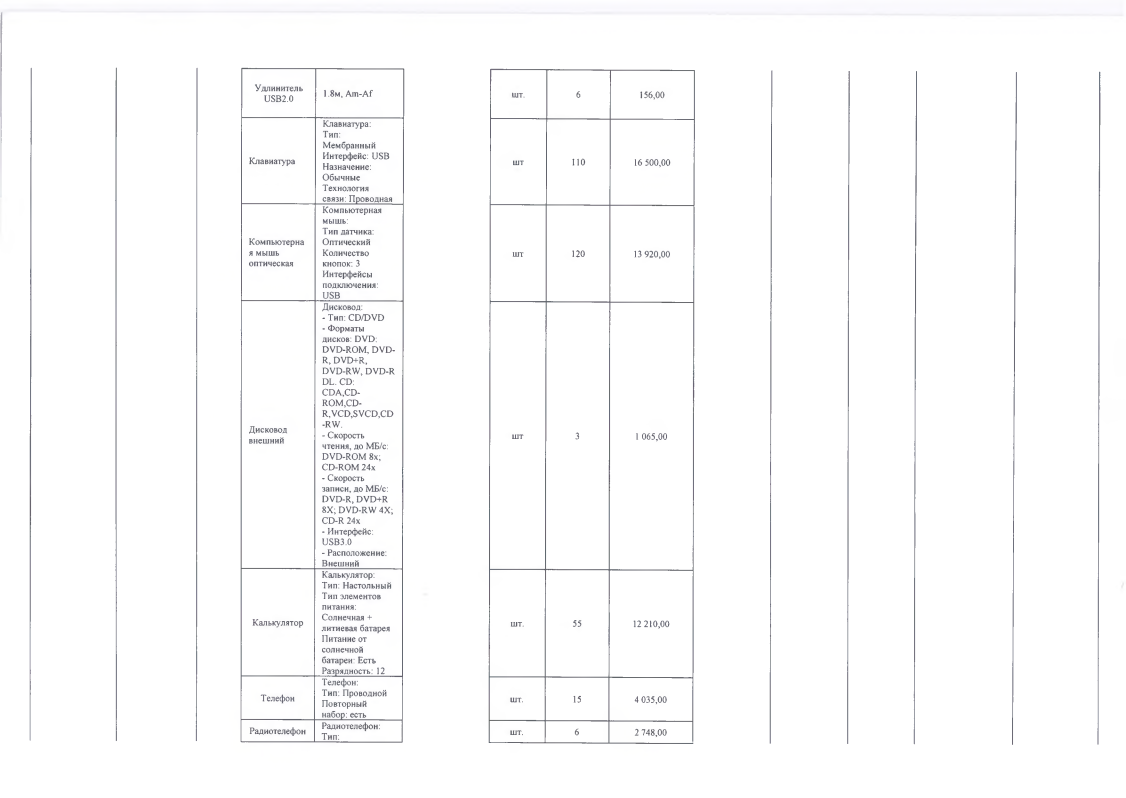 Удлинитель
USB2.0
1.8м, Am-Af
шт.
6
156,00
Клавиатура
Клавиатура:
Тип:
Мембранный
Интерфейс: USB
Назначение:
Обычные
Технология
связи: Проводная
шт
110
16 500,00
Компьютерна
я мышь
оптическая
Компьютерная
мышь:
Тип датчика:
Оптический
Количество
кнопок: 3
Интерфейсы
подключения:
USB
шт
120
13 920,00
Дисковод
внешний
Дисковод:
- Тип: CD/DVD
- Форматы
дисков: DVD:
DVD-ROM, DVD-
R, DVD+R,
DVD-RW, DVD-R
DL. CD:
CDA,CD-
ROM,CD-
R,VCD,SVCD,CD
-RW.
- Скорость
чтения, до МБ/с:
DVD-ROM 8x;
CD-ROM 24x
- Скорость
записи, до МБ/с:
DVD-R, DVD+R
8X; DVD-RW 4X;
CD-R 24x
- Интерфейс:
USB3.0
- Расположение:
Внешний
шт
3
1 065,00
Калькулятор
Калькулятор:
Тип: Настольный
Тип элементов
питания:
Солнечная +
литиевая батарея
Питание от
солнечной
батареи: Есть
Разрядность: 12
шт.
55
12 210,00
Телефон
Телефон:
Тип: Проводной
Повторный
набор: есть
шт.
15
4 035,00
Радиотелефон
Радиотелефон:
Тип:
шт.
6
2 748,00